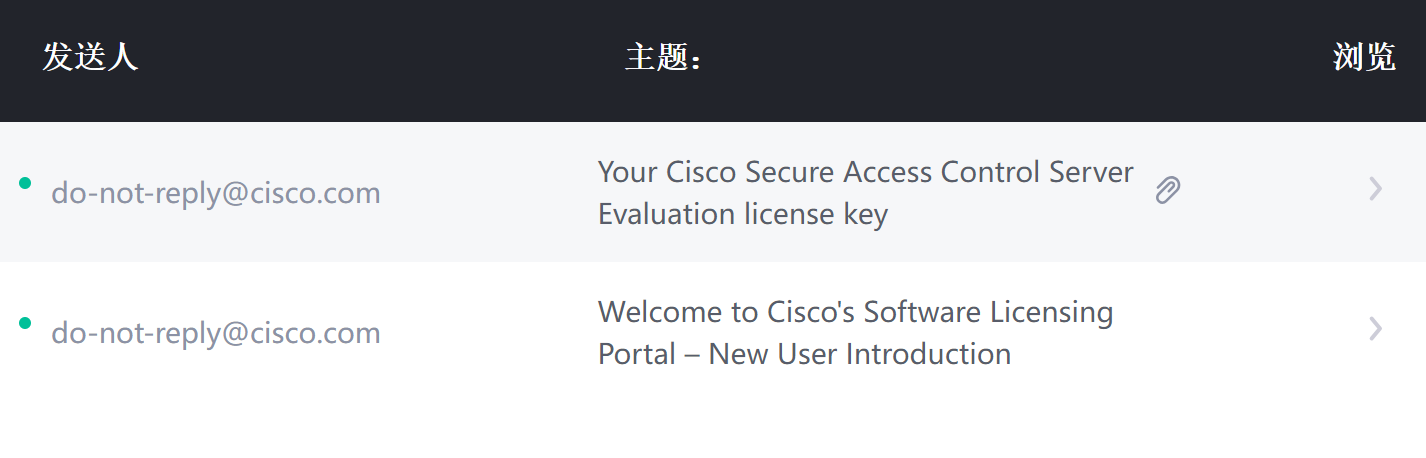 发送人 主题： 浏览
do-not-reply@cisco.com Your Cisco Secure Access Control Server
Evaluation license key
do-not-reply@cisco.com Welcome to Cisco's Software Licensing
Portal – New User Introduction